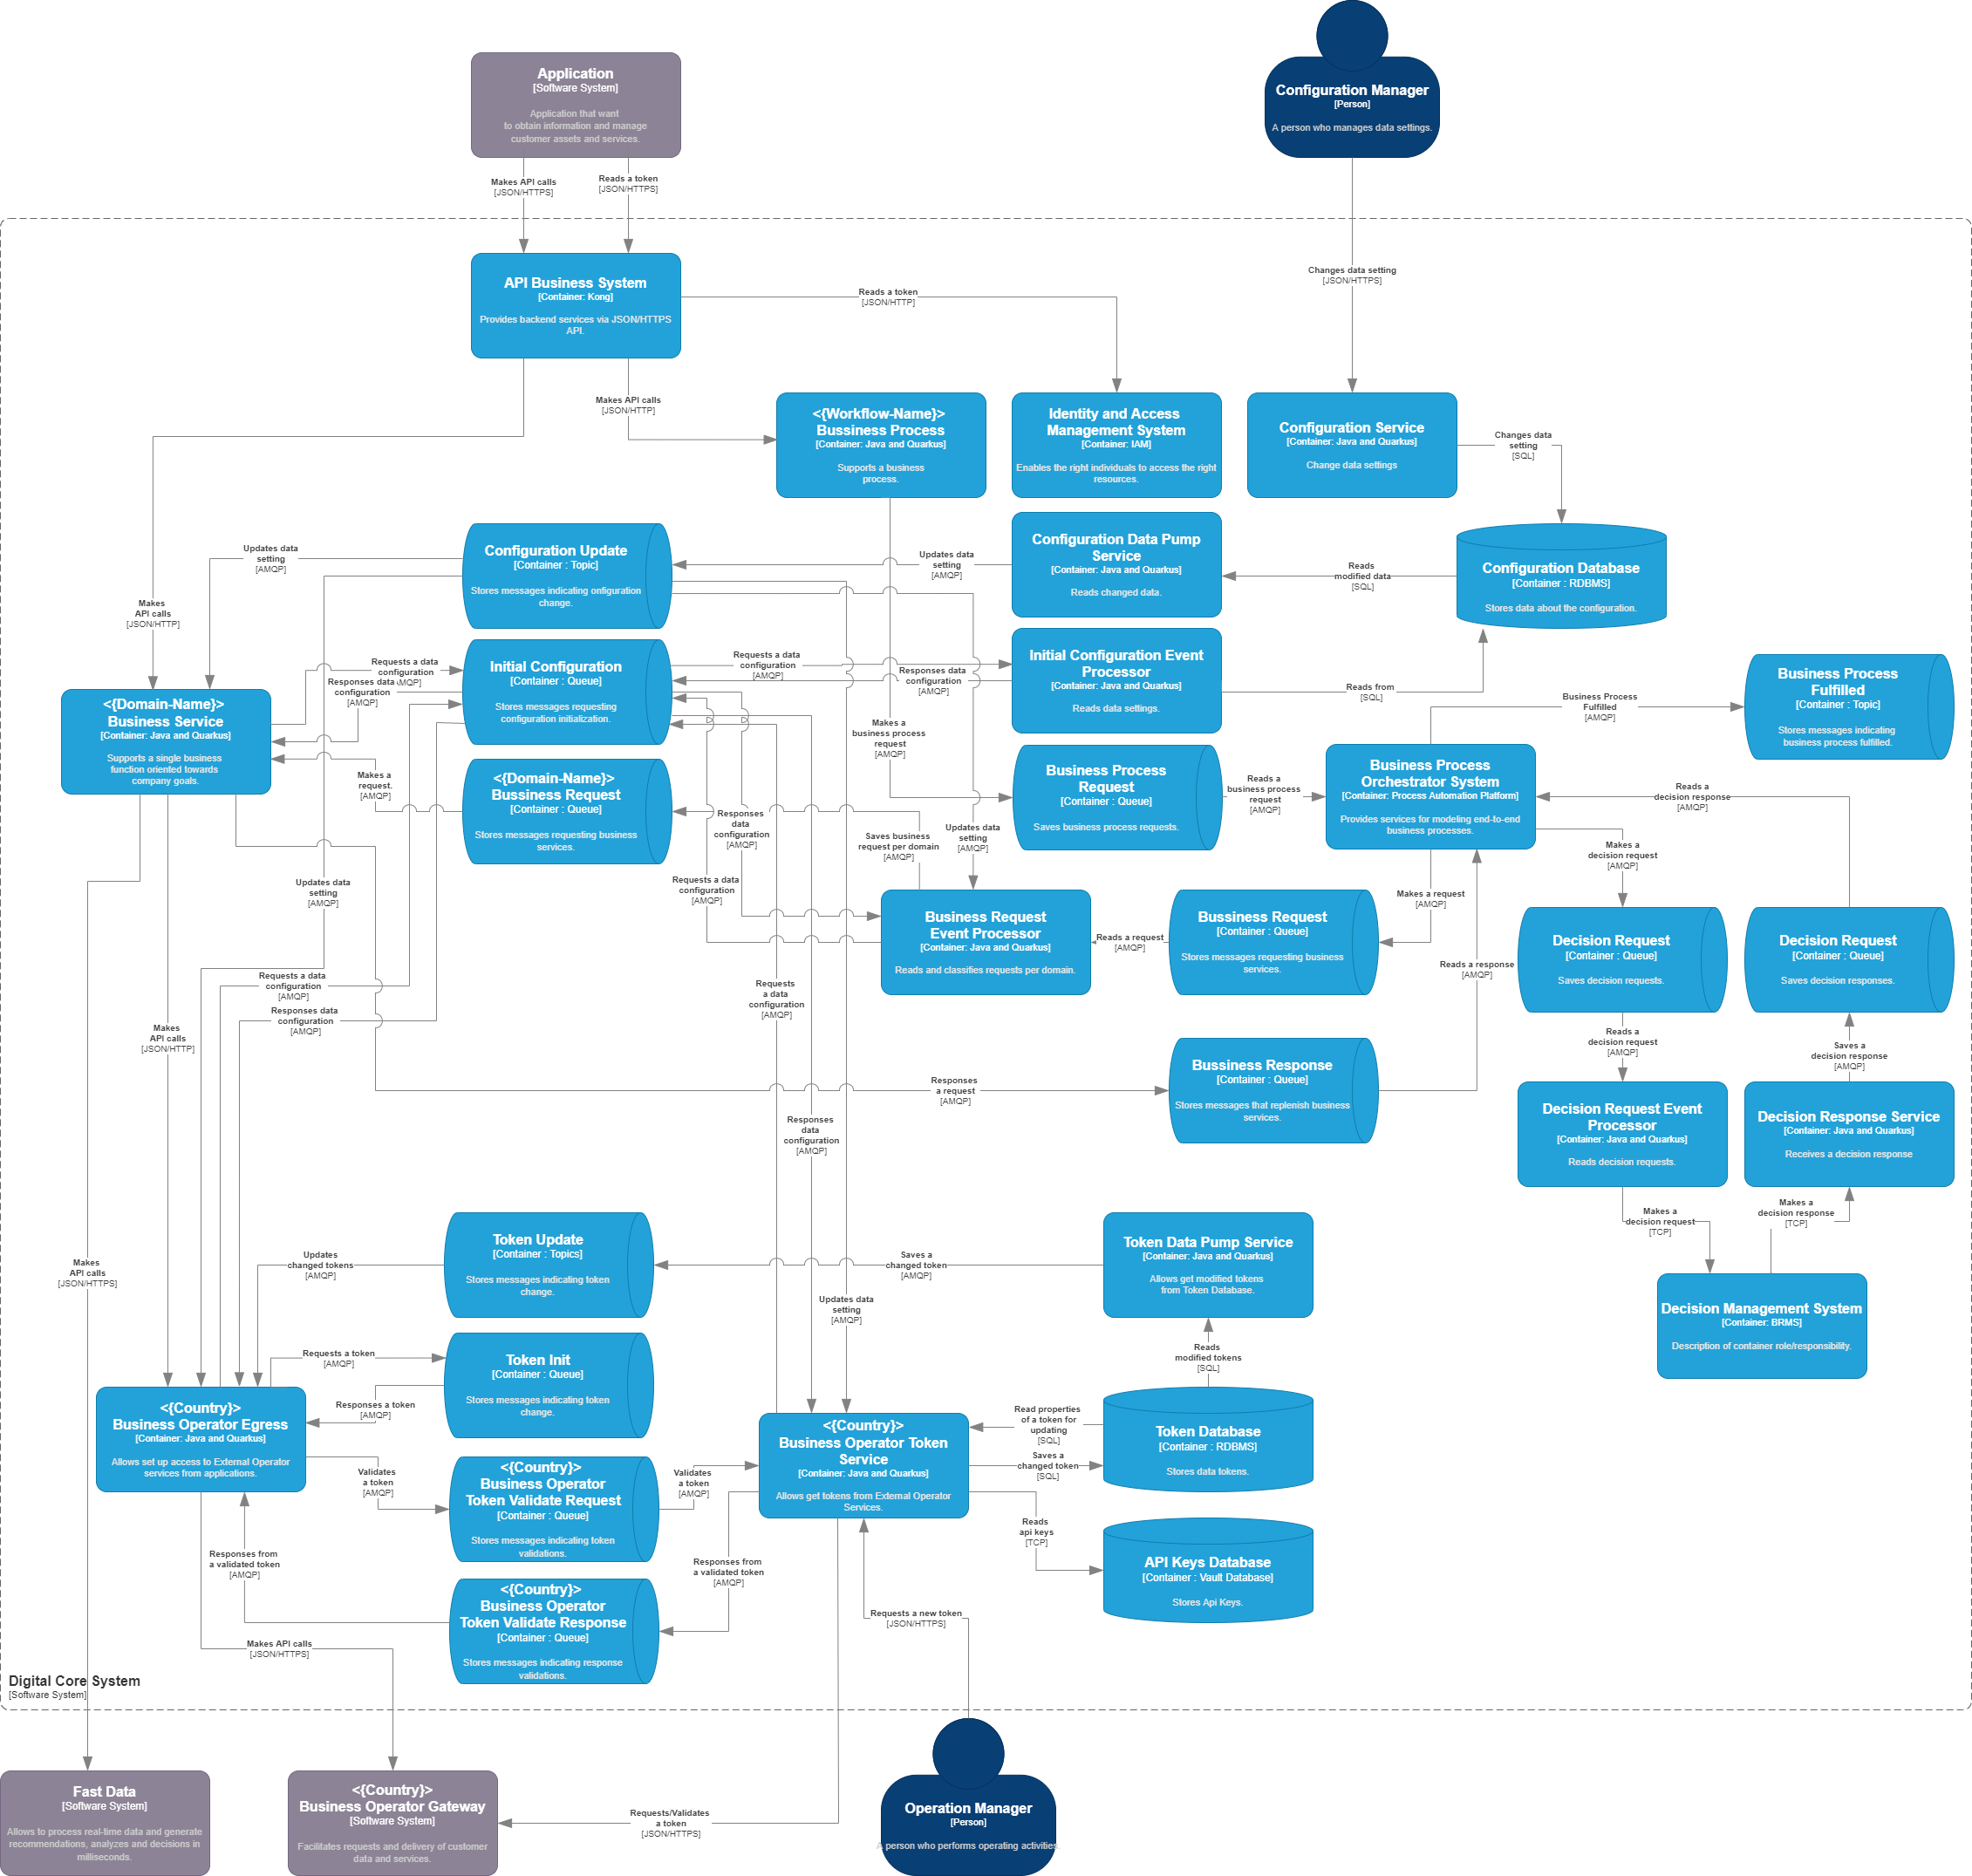 Application
[Software System]
Application that want
to obtain information and manage
customer assets and services.
Configuration Manager
[Person]
A person who manages data settings.
Makes API calls
[JSON/HTTPS]
Reads a token
[JSON/HTTPS]
Changes data setting
[JSON/HTTPS]
API Business System
[Container: Kong]
Provides backend services via JSON/HTTPS
API.
Reads a token
[JSON/HTTP]
Makes API calls
[JSON/HTTP]
<{Workflow-Name}>
Bussiness Process
[Container: Java and Quarkus]
Supports a business
process.
Identity and Access
Management System
[Container: IAM]
Enables the right individuals to access the right
resources.
Configuration Service
[Container: Java and Quarkus]
Change data settings
Changes data
setting
[SQL]
Configuration Update
[Container : Topic]
Stores messages indicating onfiguration
change.
Updates data
setting
[AMQP]
Updates data
setting
[AMQP]
Configuration Data Pump
Service
[Container: Java and Quarkus]
Reads changed data.
Reads
modified data
[SQL]
Configuration Database
[Container : RDBMS]
Stores data about the configuration.
Makes
API calls
[JSON/HTTP]
Initial Configuration
[Container : Queue]
Stores messages requesting
configuration initialization.
Requests a data
configuration
[AMQP]
Responses data
configuration
[AMQP]
Requests a data
configuration
[AMQP]
Responses data
configuration
[AMQP]
Initial Configuration Event
Processor
[Container: Java and Quarkus]
Reads data settings.
Reads from
[SQL]
Business Process
Fulfilled
[AMQP]
Business Process
Fulfilled
[Container : Topic]
Stores messages indicating
business process fulfilled.
<{Domain-Name}>
Business Service
[Container: Java and Quarkus]
Supports a single business
function oriented towards
company goals.
Makes a
request.
[AMQP]
<{Domain-Name}>
Bussiness Request
[Container : Queue]
Stores messages requesting business
services.
Makes a
business process
request
[AMQP]
Business Process
Request
[Container : Queue]
Saves business process requests.
Reads a
business process
request
[AMQP]
Business Process
Orchestrator System
[Container: Process Automation Platform]
Provides services for modeling end-to-end
business processes.
Reads a
decision response
[AMQP]
Responses
data
configuration
[AMQP]
Saves business
request per domain
[AMQP]
Updates data
setting
[AMQP]
Makes a
decision request
[AMQP]
Updates data
setting
[AMQP]
Requests a data
configuration
[AMQP]
Makes a request
[AMQP]
Business Request
Event Processor
[Container: Java and Quarkus]
Reads and classifies requests per domain.
Reads a request
[AMQP]
Bussiness Request
[Container : Queue]
Stores messages requesting business
services.
Reads a response
[AMQP]
Decision Request
[Container : Queue]
Saves decision requests.
Decision Request
[Container : Queue]
Saves decision responses.
Requests a data
configuration
[AMQP]
Responses data
configuration
[AMQP]
Requests
a data
configuration
[AMQP]
Makes
API calls
[JSON/HTTP]
Reads a
decision request
[AMQP]
Saves a
decision response
[AMQP]
Bussiness Response
[Container : Queue]
Stores messages that replenish business
services.
Responses
a request
[AMQP]
Responses
data
configuration
[AMQP]
Decision Request Event
Processor
[Container: Java and Quarkus]
Reads decision requests.
Decision Response Service
[Container: Java and Quarkus]
Receives a decision response
Makes a
decision request
[TCP]
Makes a
decision response
[TCP]
Token Update
[Container : Topics]
Stores messages indicating token
change.
Updates
changed tokens
[AMQP]
Saves a
changed token
[AMQP]
Token Data Pump Service
[Container: Java and Quarkus]
Allows get modified tokens
from Token Database.
Makes
API calls
[JSON/HTTPS]
Updates data
setting
[AMQP]
Decision Management System
[Container: BRMS]
Description of container role/responsibility.
Reads
modified tokens
[SQL]
Requests a token
[AMQP]
Token Init
[Container : Queue]
Stores messages indicating token
change.
Responses a token
[AMQP]
<{Country}>
Business Operator Egress
[Container: Java and Quarkus]
Allows set up access to External Operator
services from applications.
<{Country}>
Business Operator Token
Service
[Container: Java and Quarkus]
Allows get tokens from External Operator
Services.
Read properties
of a token for
updating
[SQL]
Saves a
changed token
[SQL]
Token Database
[Container : RDBMS]
Stores data tokens.
Validates
a token
[AMQP]
<{Country}>
Business Operator
Token Validate Request
[Container : Queue]
Stores messages indicating token
validations.
Validates
a token
[AMQP]
Reads
api keys
[TCP]
API Keys Database
[Container : Vault Database]
Stores Api Keys.
Responses from
a validated token
[AMQP]
Responses from
a validated token
[AMQP]
<{Country}>
Business Operator
Token Validate Response
[Container : Queue]
Stores messages indicating response
validations.
Requests a new token
[JSON/HTTPS]
Makes API calls
[JSON/HTTPS]
Digital Core System
[Software System]
Fast Data
[Software System]
Allows to process real-time data and generate
recommendations, analyzes and decisions in
milliseconds.
<{Country}>
Business Operator Gateway
[Software System]
Facilitates requests and delivery of customer
data and services.
Requests/Validates
a token
[JSON/HTTPS]
Operation Manager
[Person]
A person who performs operating activities